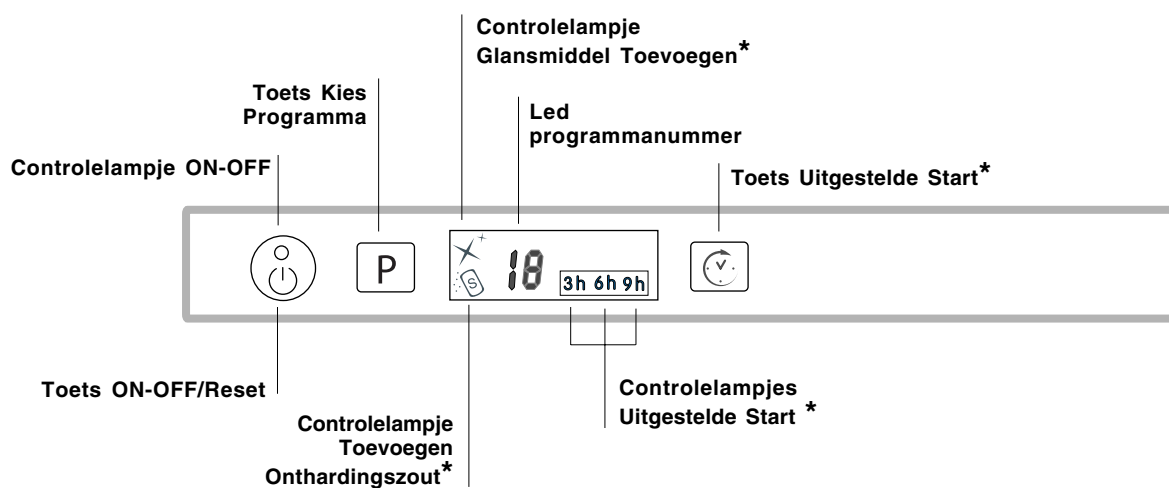 Controlelampje
Glansmiddel Toevoegen*
Toets Kies
Programma
Led
programmanummer
Controlelampje ON-OFF
Toets Uitgestelde Start*
P
S
18
3h 6h 9h
Toets ON-OFF/Reset
Controlelampjes
Uitgestelde Start *
Controlelampje
Toevoegen
Onthardingszout*